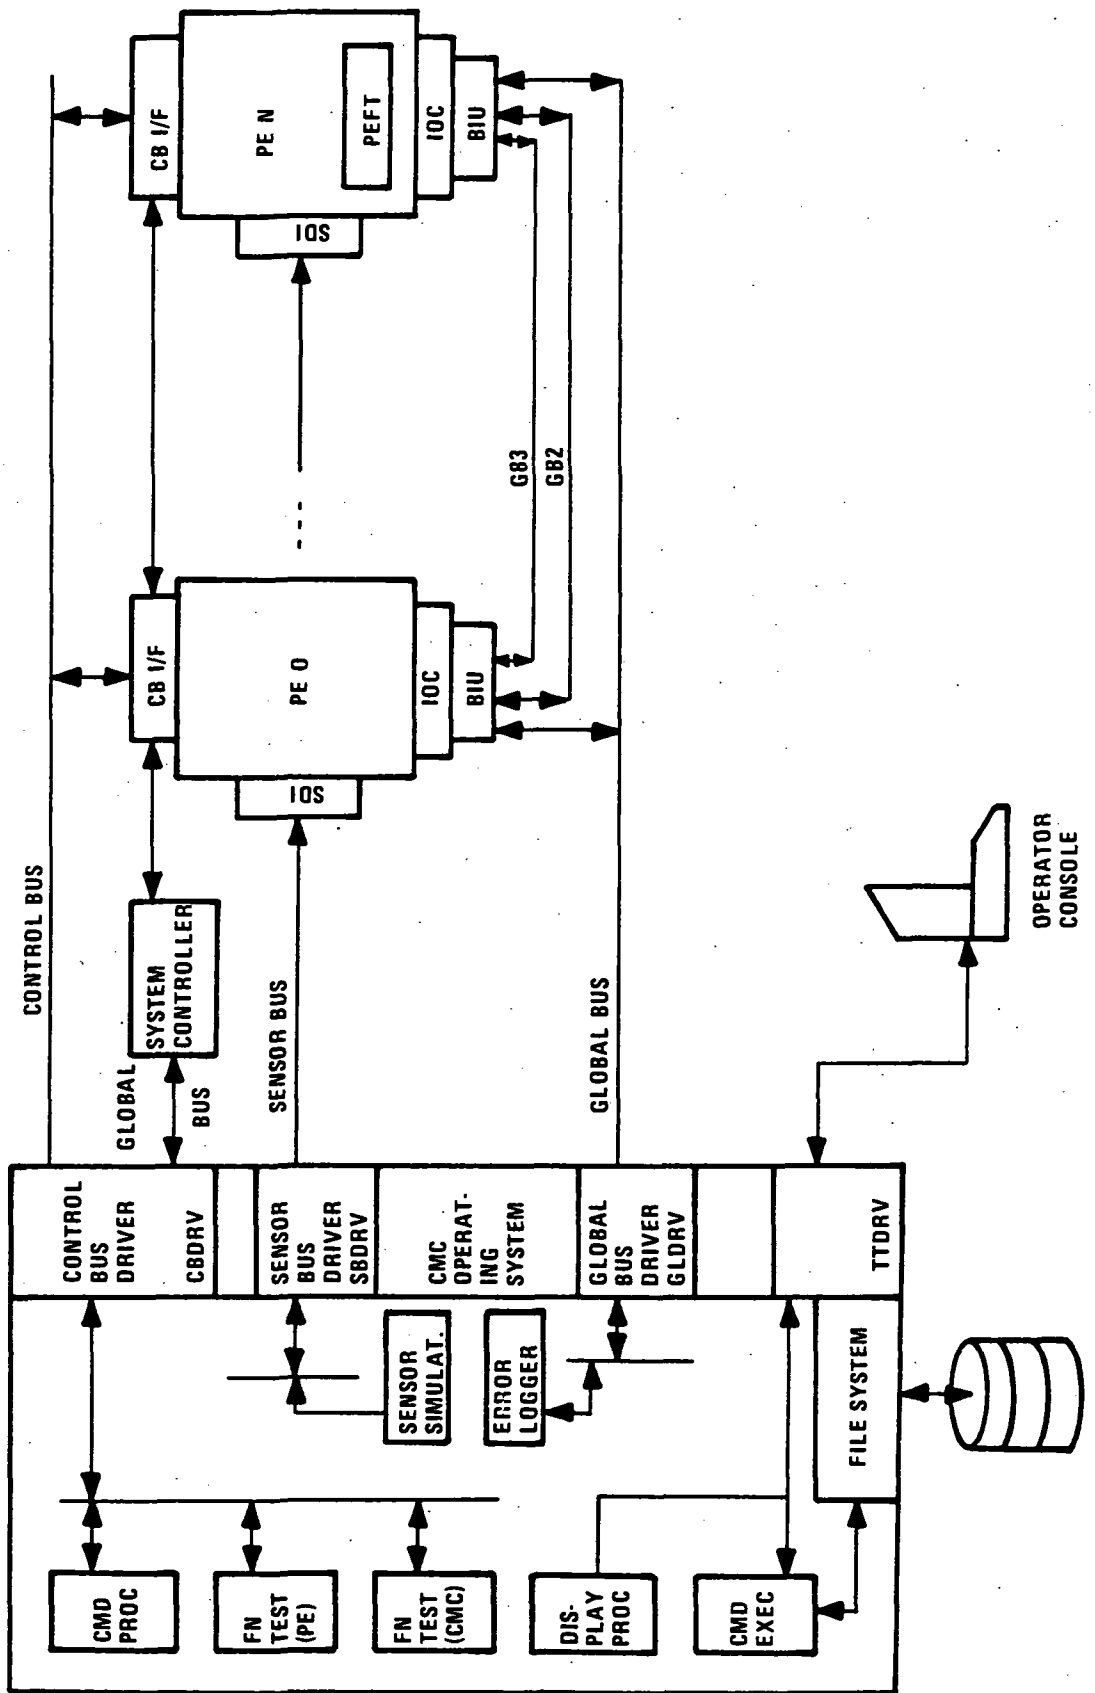 CMD
PROC
FN
TEST
(PE)
FN
TEST
(CMC)
DIS-
PLAY
PROC
CMD
EXEC
SENSOR
SIMULAT.
ERROR
LOGGER
FILE SYSTEM
CONTROL
BUS
DRIVER
CBDRV
SENSOR
BUS
DRIVER
SBDRV
CMC
OPERAT-
ING
SYSTEM
GLOBAL
BUS
DRIVER
GLDRV
TTDRV
CONTROL BUS
GLOBAL
BUS
SYSTEM
CONTROLLER
SENSOR BUS
GLOBAL BUS
OPERATOR
CONSOLE
CB I/F
PE 0
SDI
IOC
BIU
GB3
GB2
CB I/F
PE N
PEFT
SDI
IOC
BIU